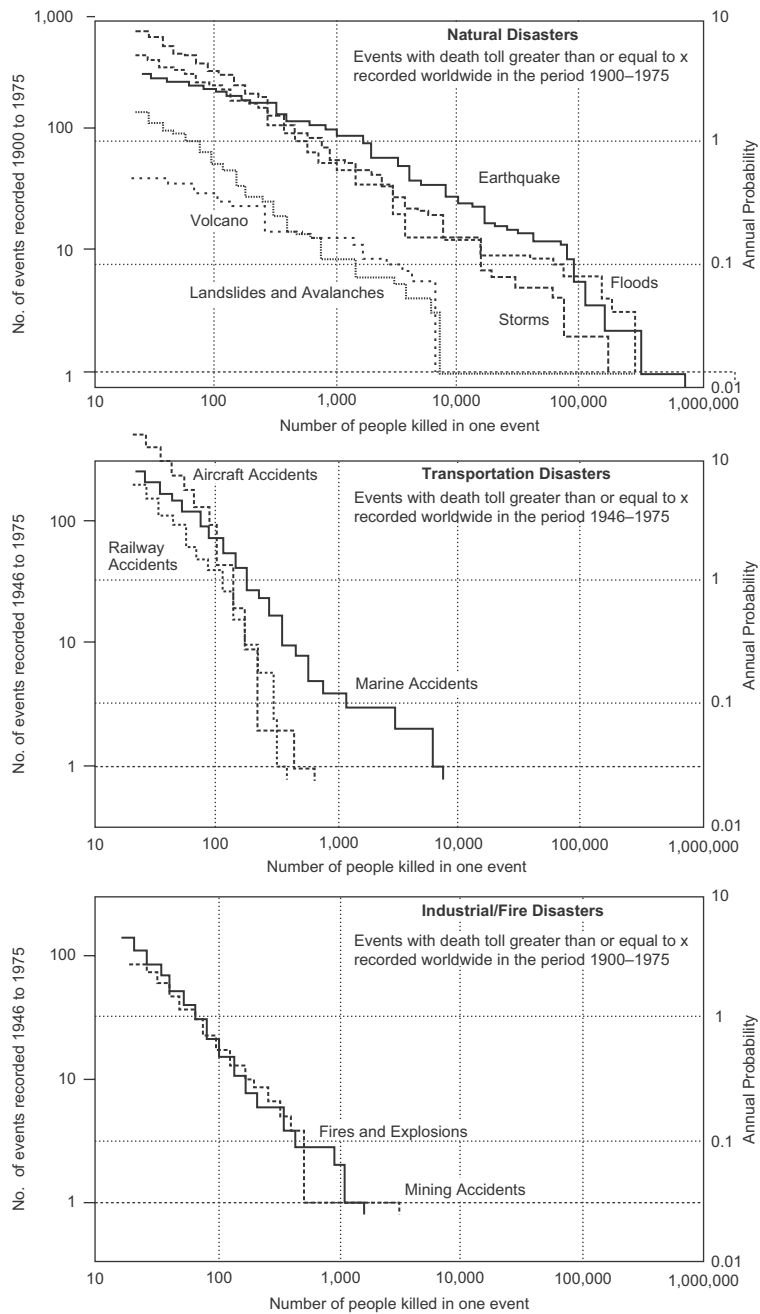 1,000
100
10
1
No. of events recorded 1900 to 1975
Natural Disasters
Events with death toll greater than or equal to x
recorded worldwide in the period 1900–1975
Earthquake
Volcano
Landslides and Avalanches
Floods
Storms
10
1
0.1
0.01
Annual Probability
10
100
1,000
10,000
100,000
1,000,000
Number of people killed in one event
100
10
1
No. of events recorded 1946 to 1975
Aircraft Accidents
Transportation Disasters
Events with death toll greater than or equal to x
recorded worldwide in the period 1946–1975
Railway
Accidents
Marine Accidents
10
1
0.1
0.01
Annual Probability
10
100
1,000
10,000
100,000
1,000,000
Number of people killed in one event
100
10
1
No. of events recorded 1946 to 1975
Industrial/Fire Disasters
Events with death toll greater than or equal to x
recorded worldwide in the period 1900–1975
Fires and Explosions
Mining Accidents
10
1
0.1
0.01
Annual Probability
10
100
1,000
10,000
100,000
1,000,000
Number of people killed in one event